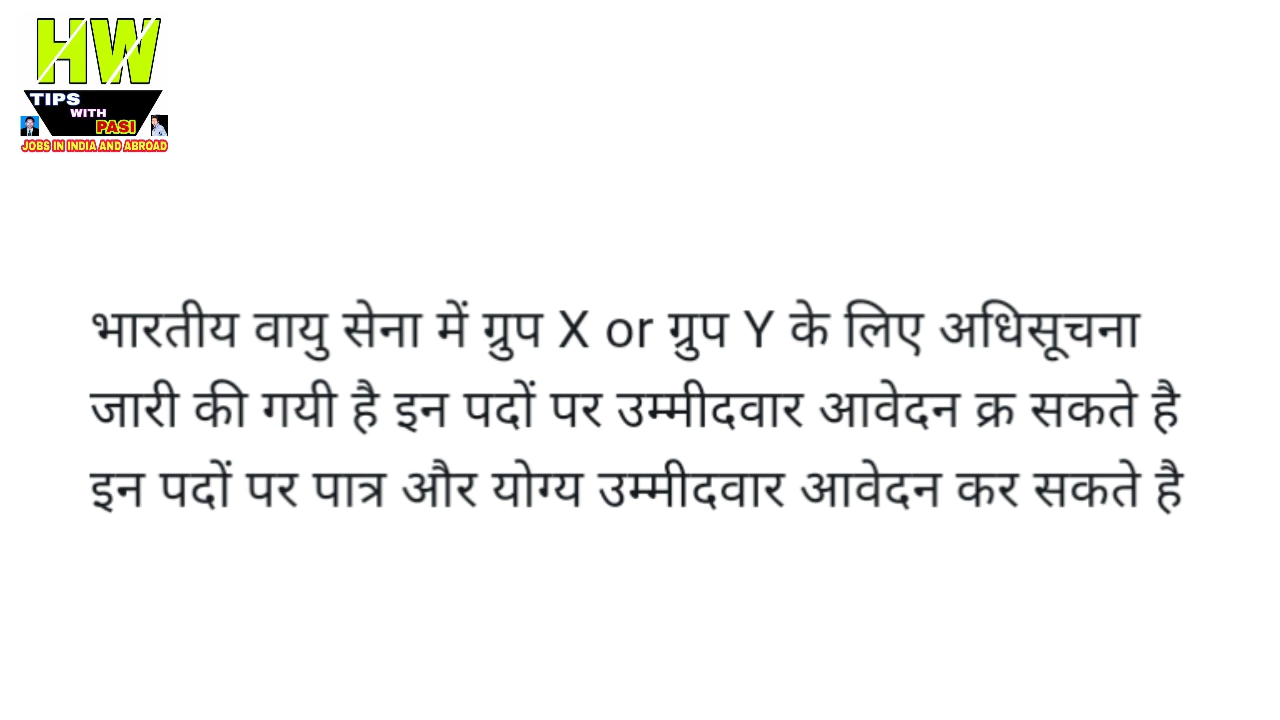 HW
TIPS
WITH
PASI
JOBS IN INDIA AND ABROAD
भारतीय वायु सेना में ग्रुप X or ग्रुप Y के लिए अधिसूचना
जारी की गयी है इन पदों पर उम्मीदवार आवेदन क्र सकते है
इन पदों पर पात्र और योग्य उम्मीदवार आवेदन कर सकते है